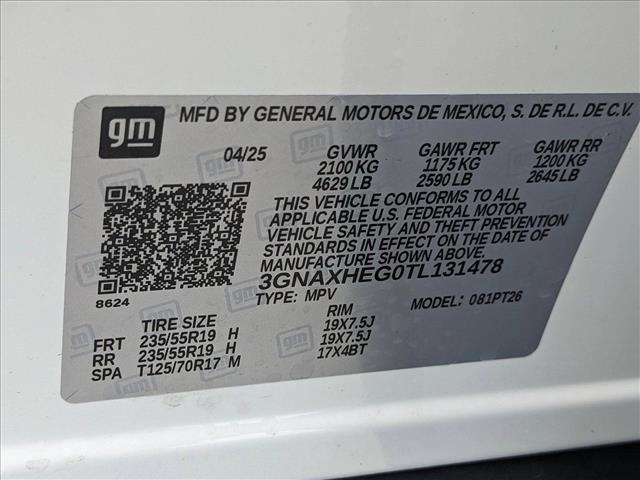 gm
MFD BY GENERAL MOTORS DE MEXICO, S. DE R.L. DE C.V.
04/25 GVWR GAWR FRT GAWR RR
2100 KG 1175 KG 1200 KG
4629 LB 2590 LB 2645 LB
THIS VEHICLE CONFORMS TO ALL
APPLICABLE U.S. FEDERAL MOTOR
VEHICLE SAFETY AND THEFT PREVENTION
STANDARDS IN EFFECT ON THE DATE OF
MANUFACTURE SHOWN ABOVE.
3GNAXHEG0TL131478
8624 TYPE: MPV MODEL: 081PT26
TIRE SIZE RIM
FRT 235/55R19 H 19X7.5J
RR 235/55R19 H 19X7.5J
SPA T125/70R17 M 17X4BT